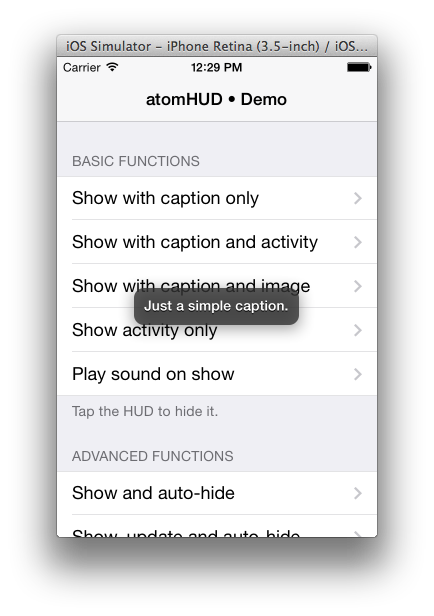 iOS Simulator – iPhone Retina (3.5-inch) / iOS...
Carrier 12:29 PM
atomHUD • Demo
BASIC FUNCTIONS
Show with caption only
Show with caption and activity
Show with caption and image
Just a simple caption.
Show activity only
Play sound on show
Tap the HUD to hide it.
ADVANCED FUNCTIONS
Show and auto-hide
Show, update and auto-hide